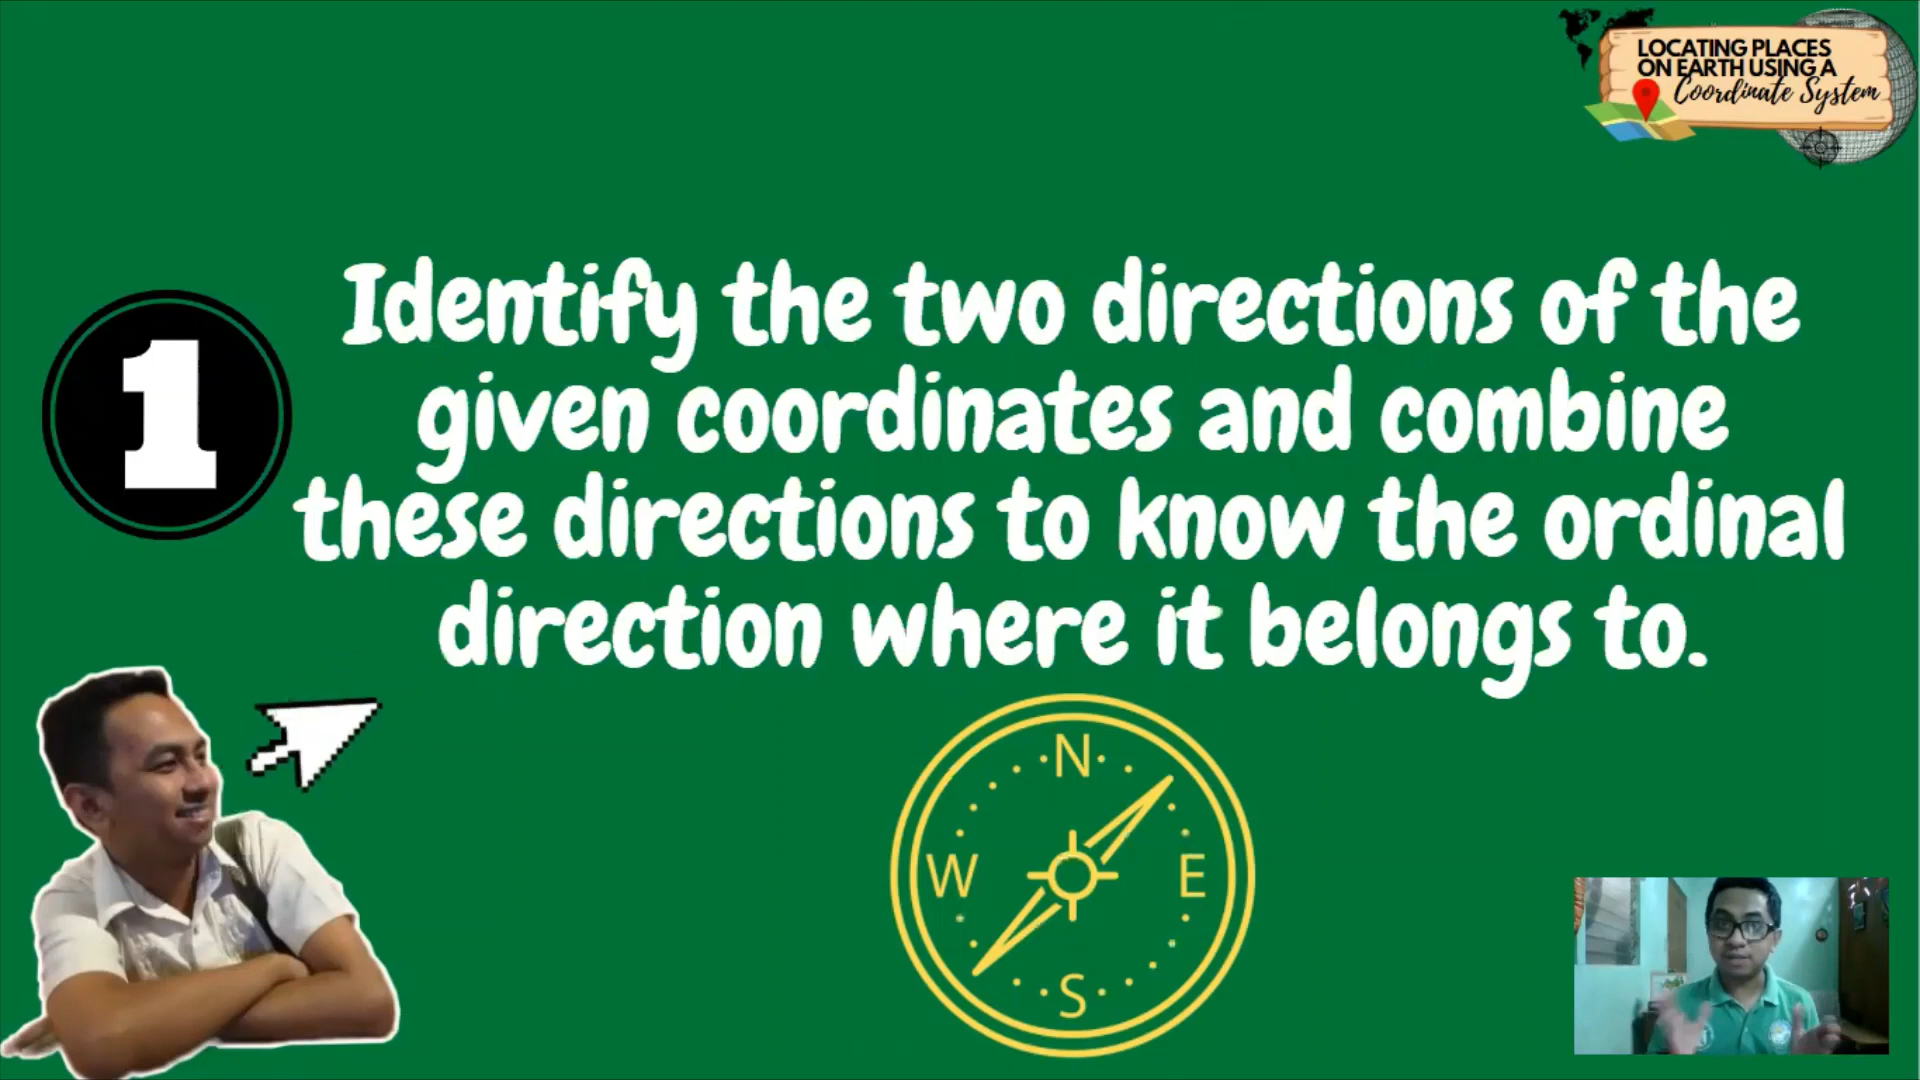 LOCATING PLACES
ON EARTH USING A
Coordinate System
1
Identify the two directions of the
given coordinates and combine
these directions to know the ordinal
direction where it belongs to.
N
W
E
S